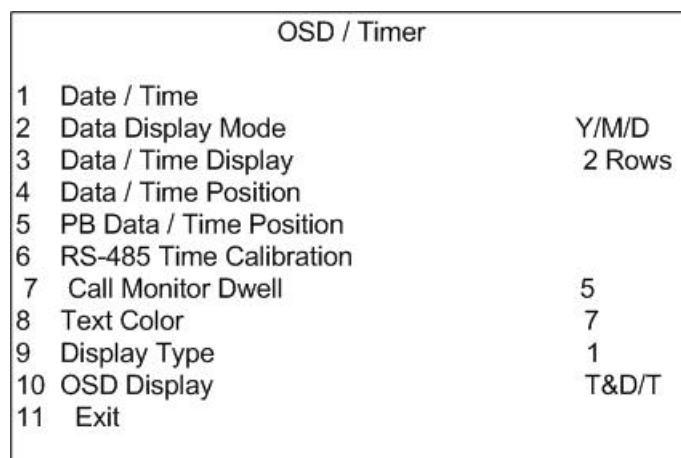 OSD / Timer
1 Date / Time
2 Data Display Mode Y/M/D
3 Data / Time Display 2 Rows
4 Data / Time Position
5 PB Data / Time Position
6 RS-485 Time Calibration
7 Call Monitor Dwell 5
8 Text Color 7
9 Display Type 1
10 OSD Display T&D/T
11 Exit